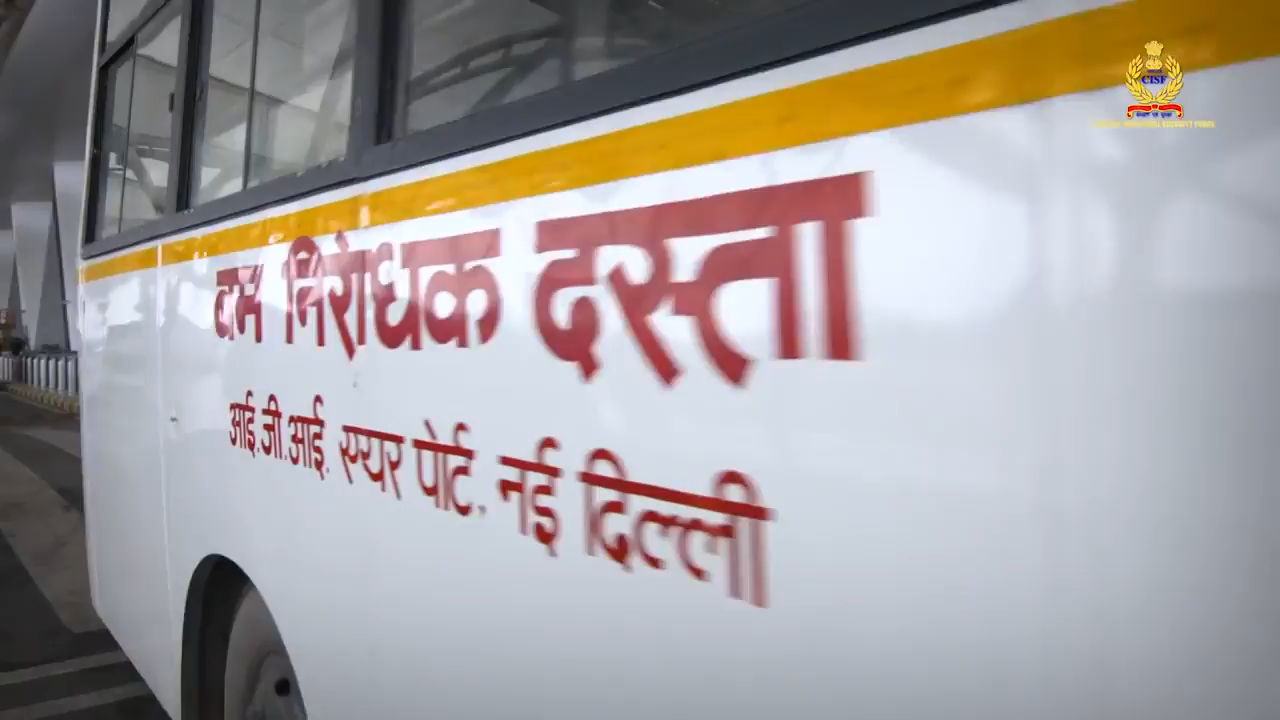 CISF
बम निरोधक दस्ता
आई.जी.आई. एयर पोर्ट, नई दिल्ली